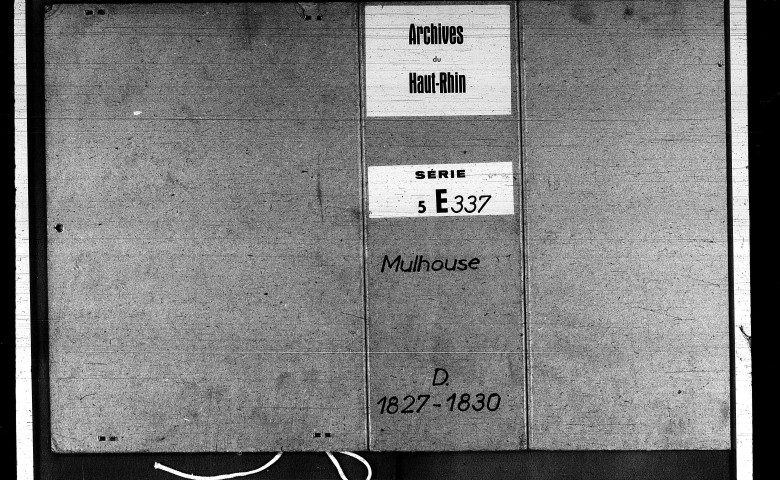 Archives
du
Haut-Rhin
SÉRIE
5 E 337
Mulhouse
D.
1827-1830